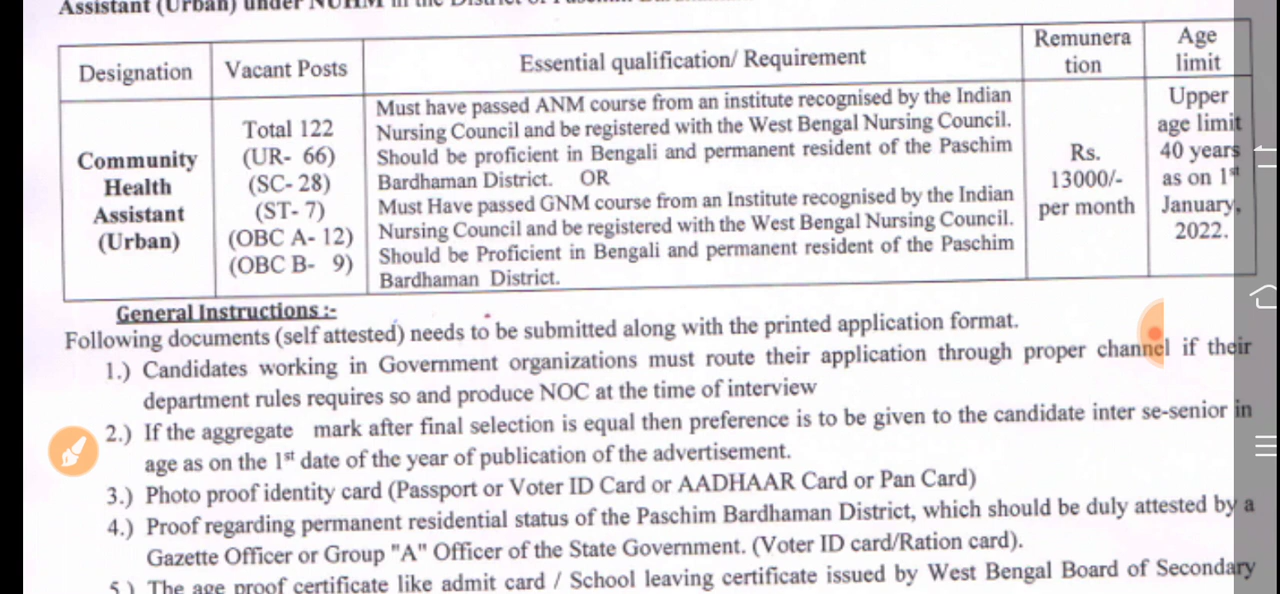 Assistant (Urban) under NUHM in the District of Paschim
Designation
Vacant Posts
Essential qualification/ Requirement
Remunera
tion
Age
limit
Community
Health
Assistant
(Urban)
Total 122
(UR- 66)
(SC- 28)
(ST- 7)
(OBC A- 12)
(OBC B- 9)
Must have passed ANM course from an institute recognised by the Indian
Nursing Council and be registered with the West Bengal Nursing Council.
Should be proficient in Bengali and permanent resident of the Paschim
Bardhaman District. OR
Must Have passed GNM course from an Institute recognised by the Indian
Nursing Council and be registered with the West Bengal Nursing Council.
Should be Proficient in Bengali and permanent resident of the Paschim
Bardhaman District.
Rs.
13000/-
per month
Upper
age limit
40 years
as on 1st
January,
2022.
General Instructions :-
Following documents (self attested) needs to be submitted along with the printed application format.
1.) Candidates working in Government organizations must route their application through proper channel if their
department rules requires so and produce NOC at the time of interview
2.) If the aggregate mark after final selection is equal then preference is to be given to the candidate inter se-senior in
age as on the 1st date of the year of publication of the advertisement.
3.) Photo proof identity card (Passport or Voter ID Card or AADHAAR Card or Pan Card)
4.) Proof regarding permanent residential status of the Paschim Bardhaman District, which should be duly attested by a
Gazette Officer or Group "A" Officer of the State Government. (Voter ID card/Ration card).
5.) The age proof certificate like admit card / School leaving certificate issued by West Bengal Board of Secondary